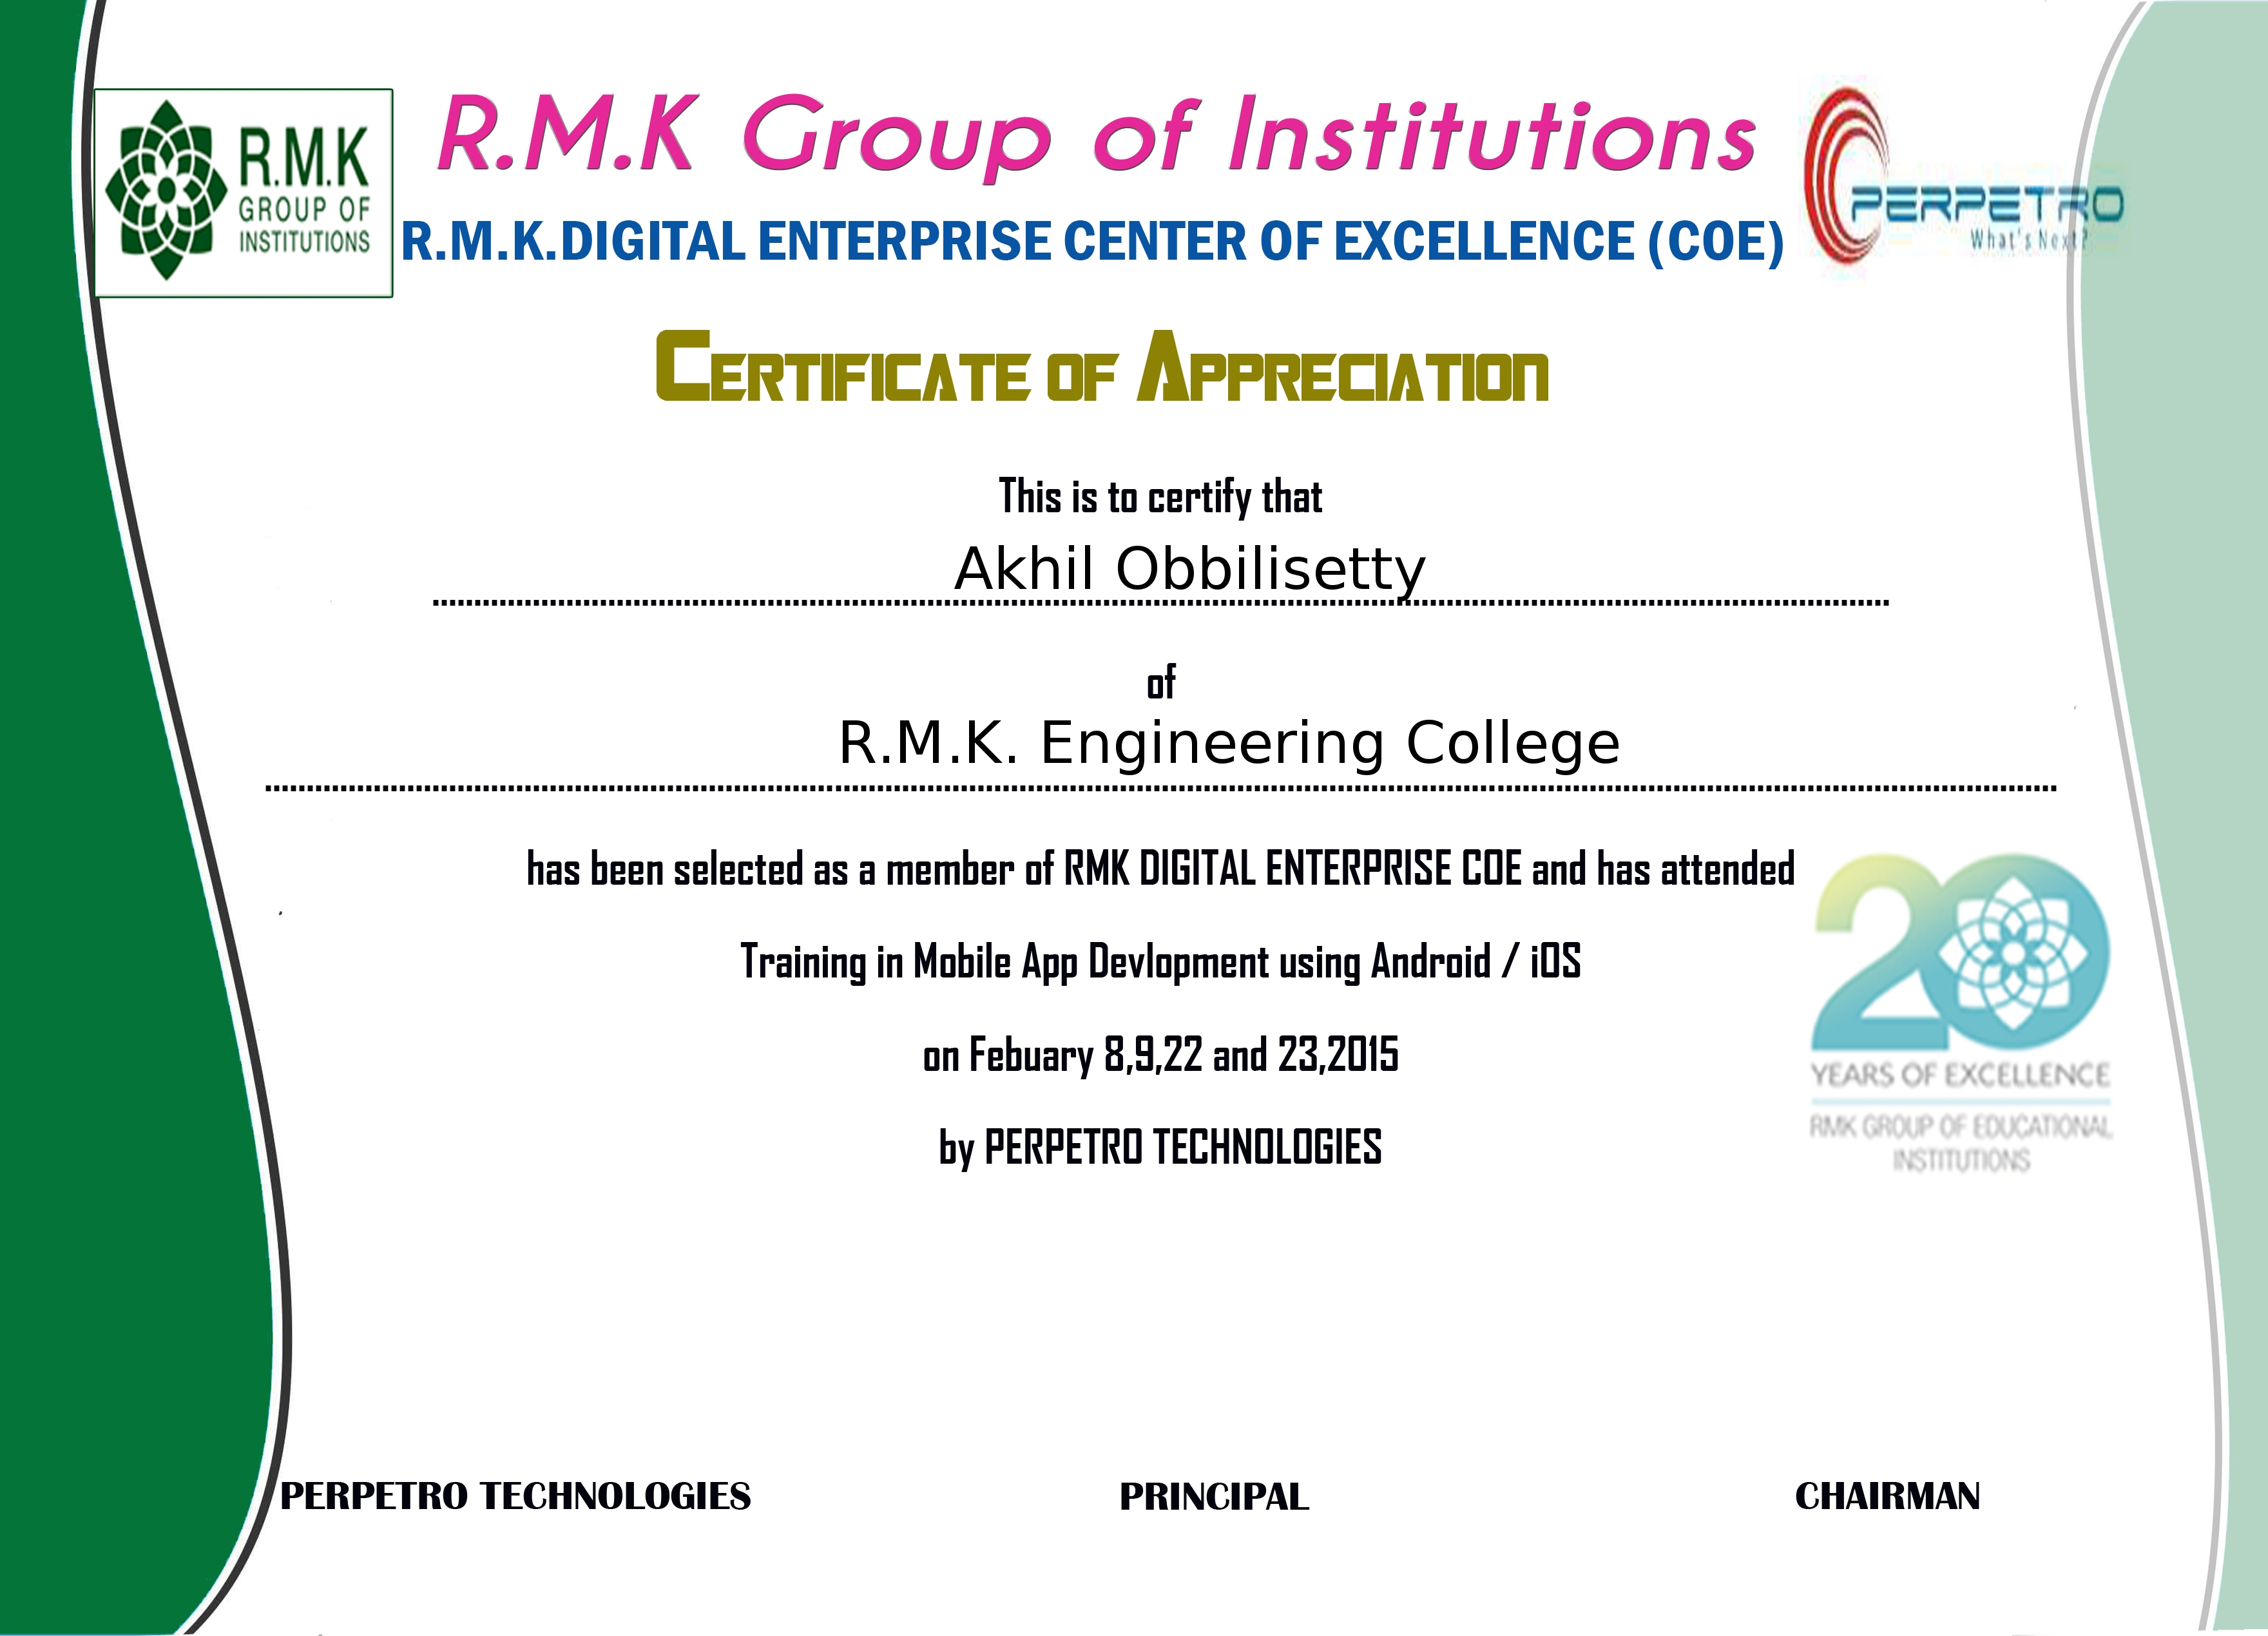 R.M.K
GROUP OF
INSTITUTIONS
R.M.K Group of Institutions
R.M.K.DIGITAL ENTERPRISE CENTER OF EXCELLENCE (COE)
PERPETRO
What's Next?
CERTIFICATE OF APPRECIATION
This is to certify that
Akhil Obbilisetty
of
R.M.K. Engineering College
has been selected as a member of RMK DIGITAL ENTERPRISE COE and has attended
Training in Mobile App Devlopment using Android / iOS
on Febuary 8,9,22 and 23,2015
by PERPETRO TECHNOLOGIES
20
YEARS OF EXCELLENCE
RMK GROUP OF EDUCATIONAL
INSTITUTIONS
PERPETRO TECHNOLOGIES
PRINCIPAL
CHAIRMAN